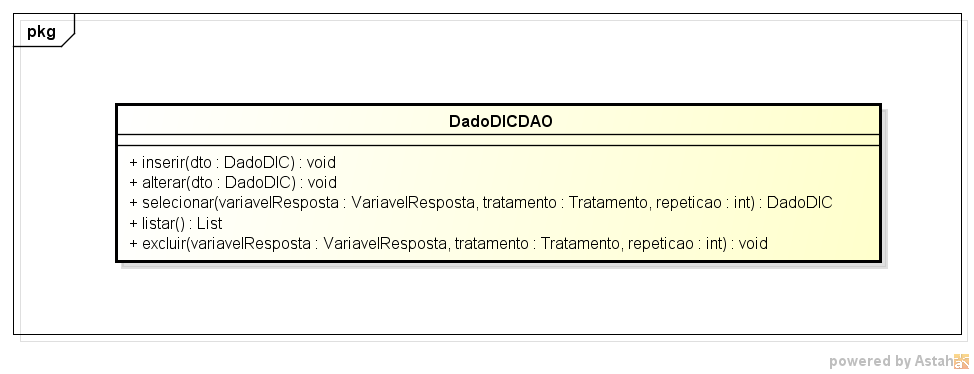 pkg
DadoDICDAO
+ inserir(dto : DadoDIC) : void
+ alterar(dto : DadoDIC) : void
+ selecionar(variavelResposta : VariavelResposta, tratamento : Tratamento, repeticao : int) : DadoDIC
+ listar() : List
+ excluir(variavelResposta : VariavelResposta, tratamento : Tratamento, repeticao : int) : void
powered by Astah